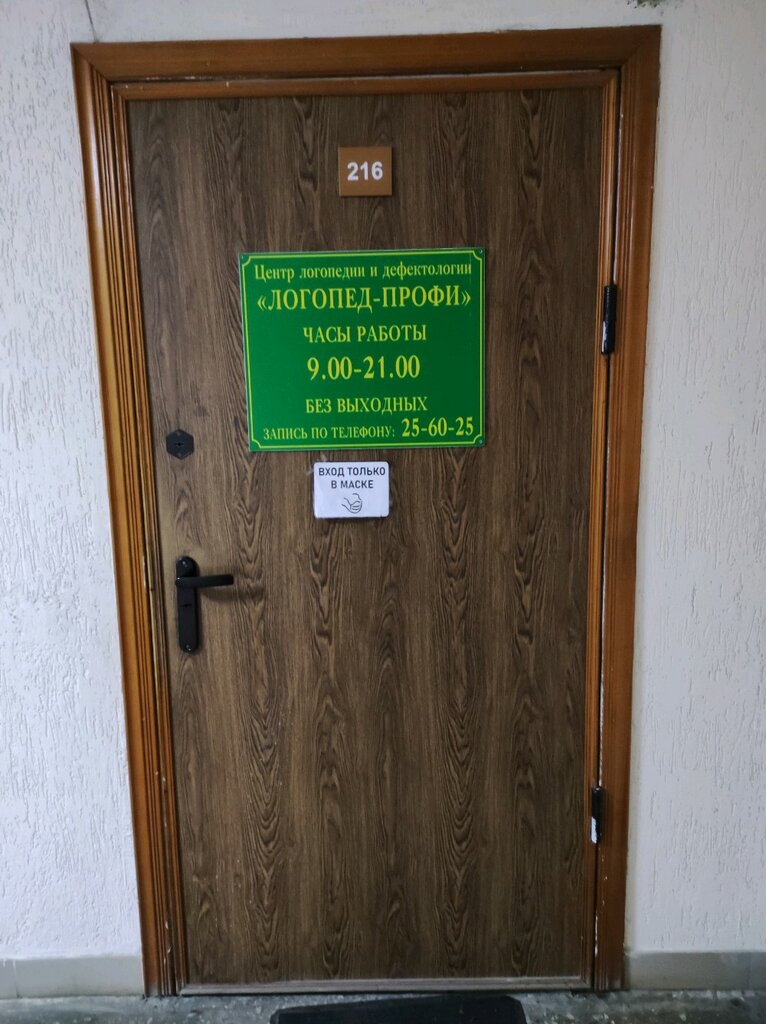 216
Центр логопедии и дефектологии
«ЛОГОПЕД-ПРОФИ»
ЧАСЫ РАБОТЫ
9.00-21.00
БЕЗ ВЫХОДНЫХ
ЗАПИСЬ ПО ТЕЛЕФОНУ: 25-60-25
ВХОД ТОЛЬКО
В МАСКЕ